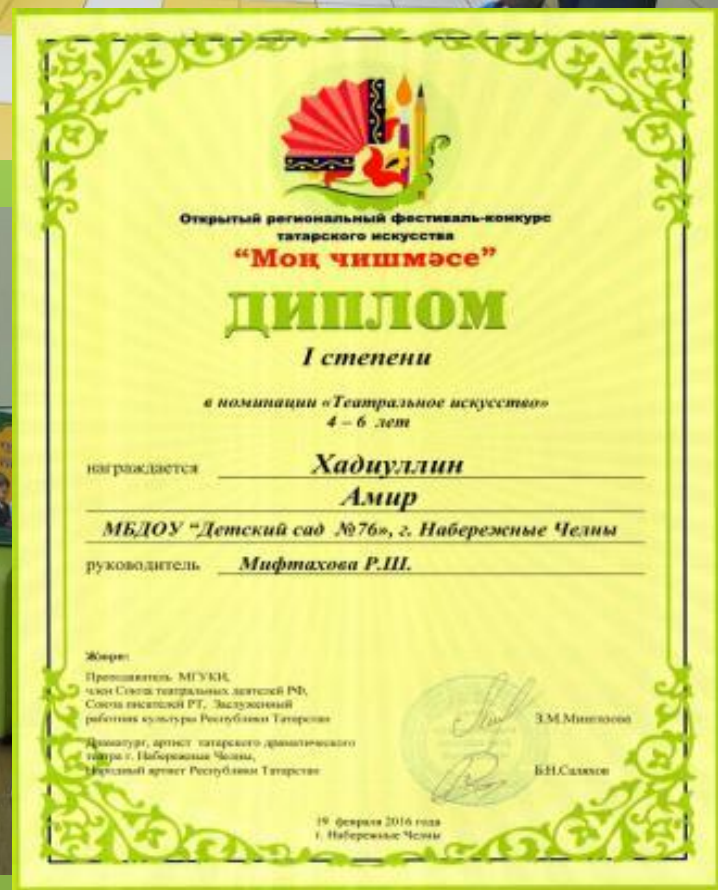 Открытый региональный фестиваль-конкурс
татарского искусства
“Моң чишмәсе”
ДИПЛОМ
I степени
в номинации «Театральное искусство»
4 – 6 лет
награждается Хадиуллин
Амир
МБДОУ “Детский сад №76», г. Набережные Челны
руководитель Мифтахова Р.Ш.
Жюри:
Преподаватель МГУКИ,
член Союза театральных деятелей РФ,
Союза писателей РТ, Заслуженный
работник культуры Республики Татарстан
З.М.
Драматург, артист татарского драматического
театра г. Набережные Челны,
Народный артист Республики Татарстан
Б.Н.Саляхов
19 февраля 2016 года
г. Набережные Челны